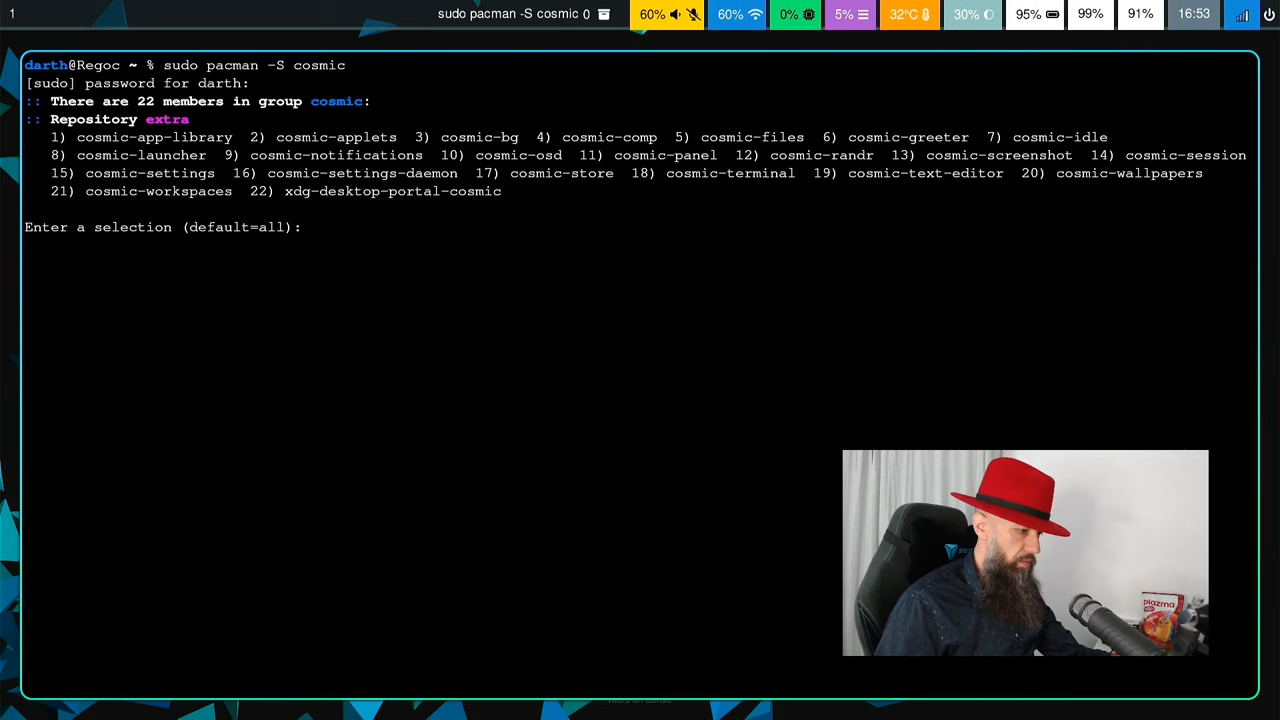 1
sudo pacman -S cosmic 0
60%
60%
0%
5%
32°C
30%
95%
99%
91%
16:53
darth@Regoc ~ % sudo pacman -S cosmic
[sudo] password for darth:
:: There are 22 members in group cosmic:
:: Repository extra
1) cosmic-app-library 2) cosmic-applets 3) cosmic-bg 4) cosmic-comp 5) cosmic-files 6) cosmic-greeter 7) cosmic-idle
8) cosmic-launcher 9) cosmic-notifications 10) cosmic-osd 11) cosmic-panel 12) cosmic-randr 13) cosmic-screenshot 14) cosmic-session
15) cosmic-settings 16) cosmic-settings-daemon 17) cosmic-store 18) cosmic-terminal 19) cosmic-text-editor 20) cosmic-wallpapers
21) cosmic-workspaces 22) xdg-desktop-portal-cosmic
Enter a selection (default=all):
plazma